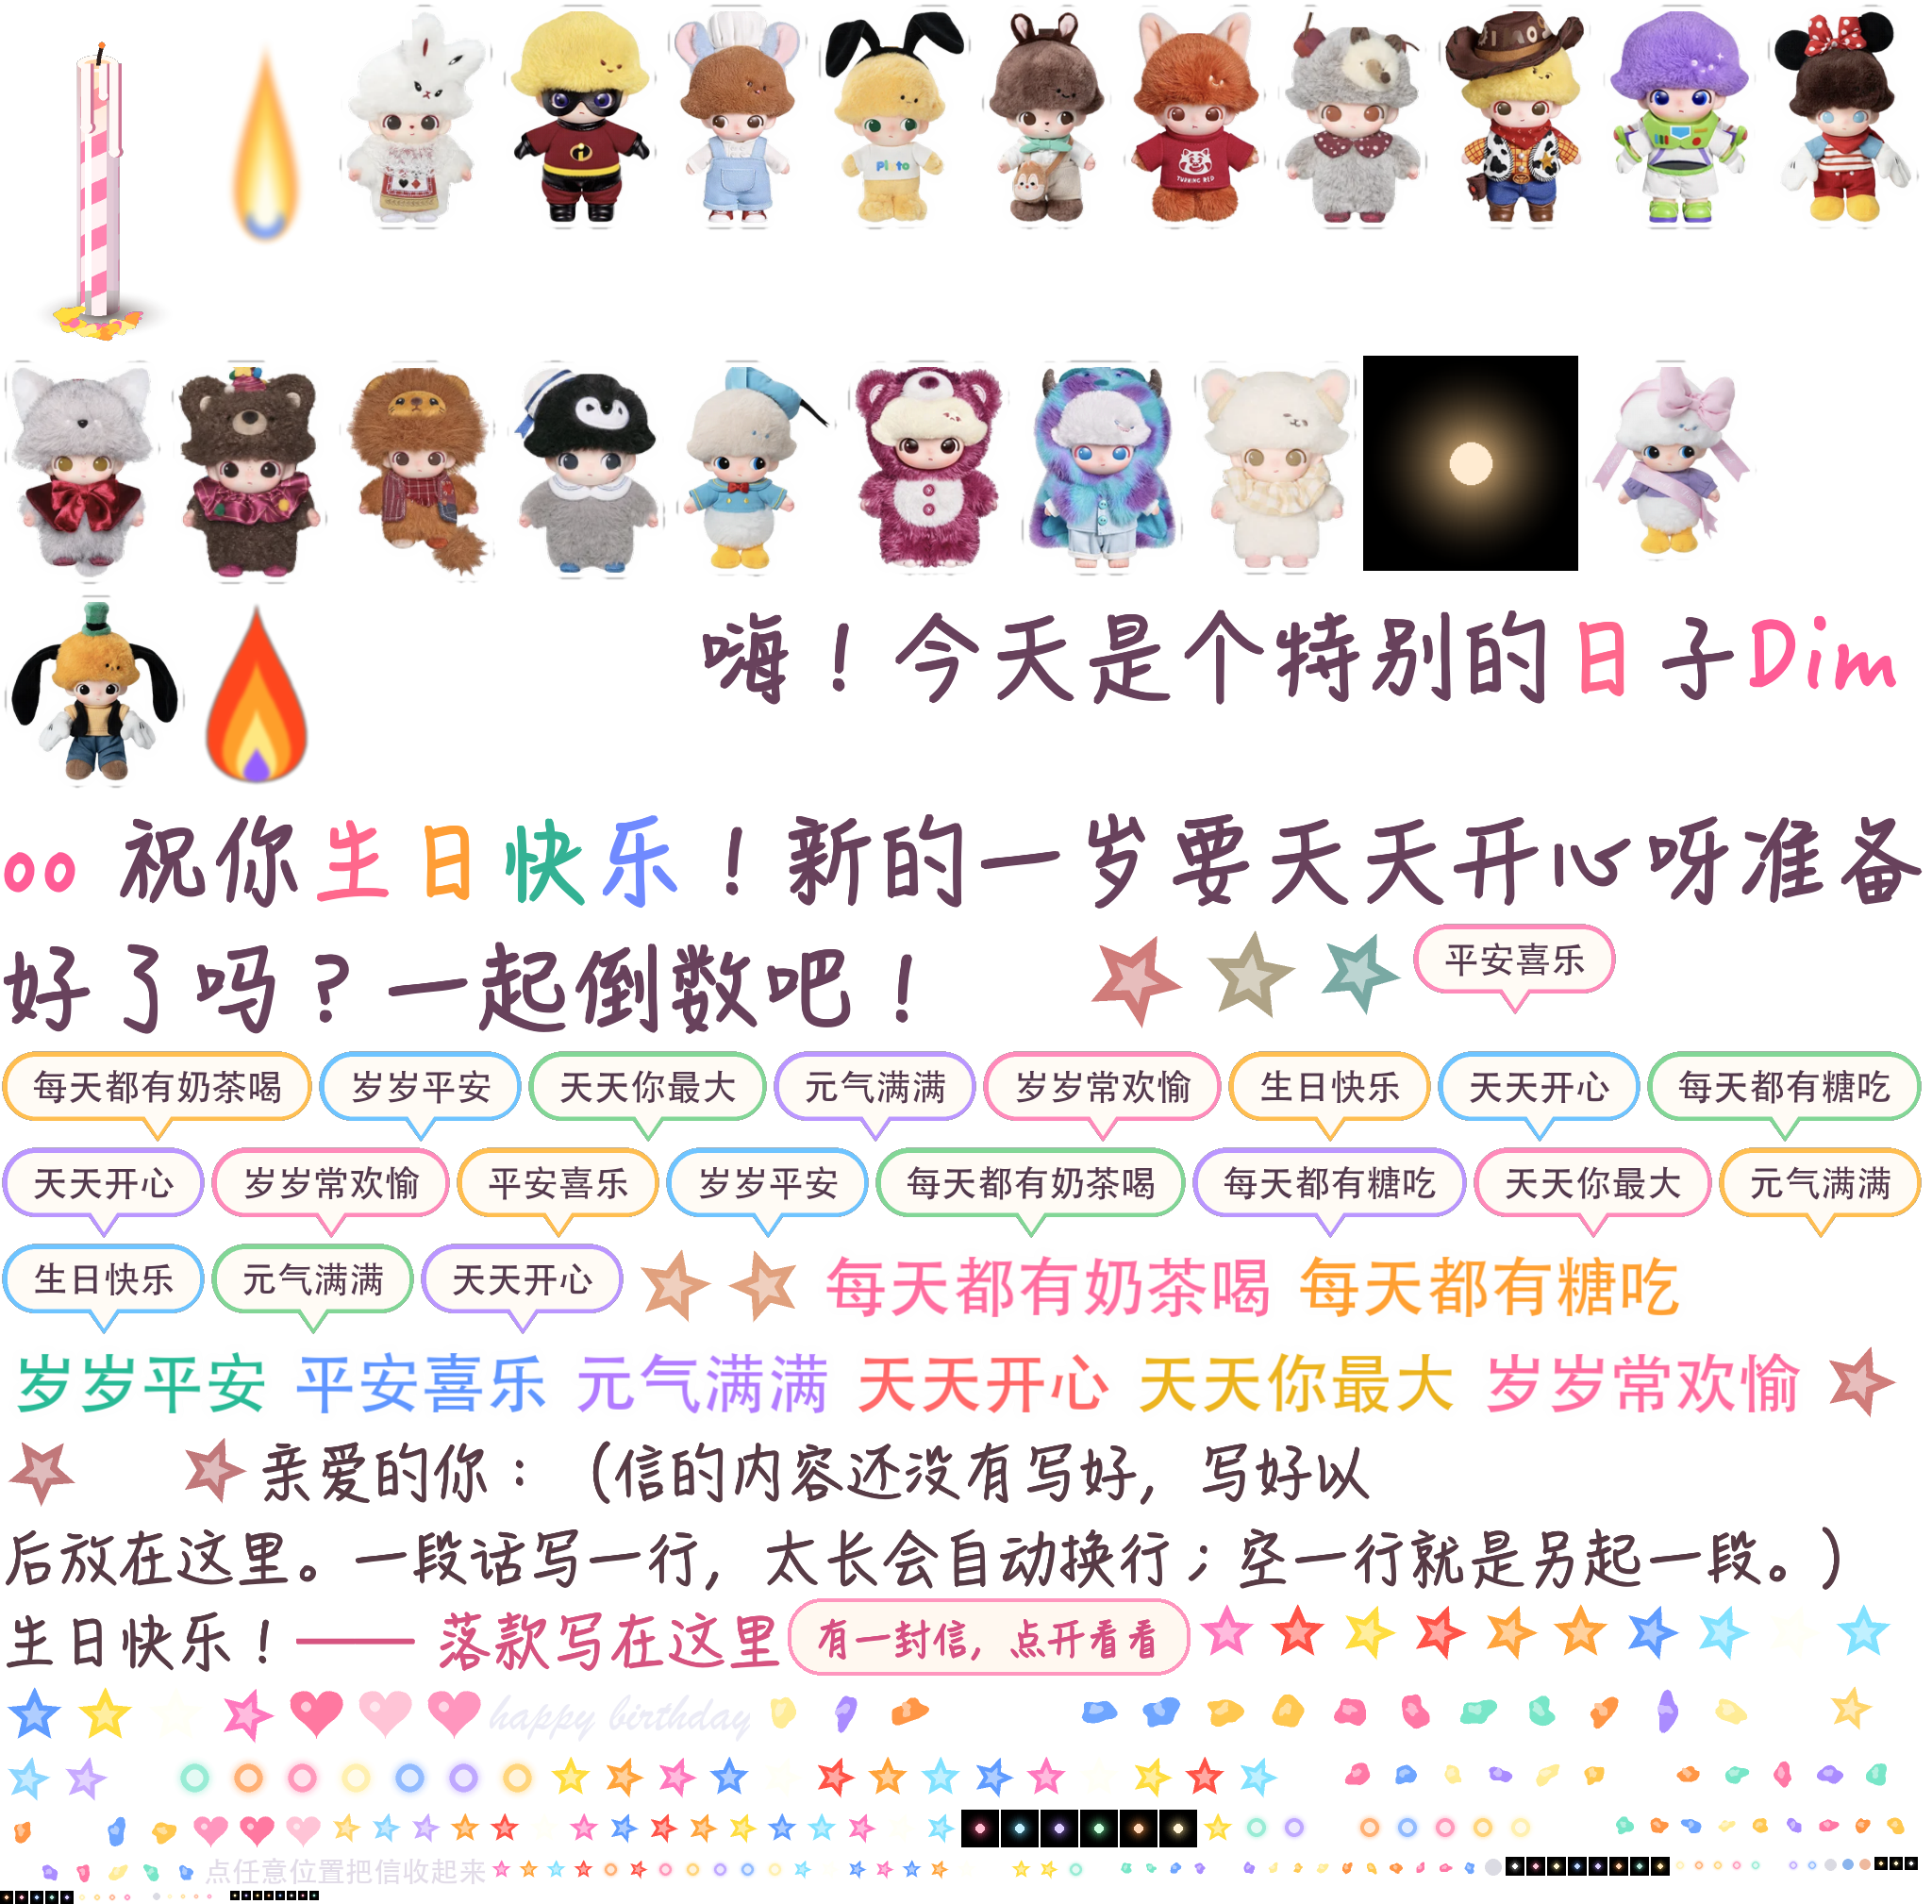 Pluto
TURNING RED
嗨！今天是个特别的日子Dim
oo 祝你生日快乐！新的一岁要天天开心呀准备
好了吗？一起倒数吧！ 平安喜乐
每天都有奶茶喝 岁岁平安 天天你最大 元气满满 岁岁常欢愉 生日快乐 天天开心 每天都有糖吃
天天开心 岁岁常欢愉 平安喜乐 岁岁平安 每天都有奶茶喝 每天都有糖吃 天天你最大 元气满满
生日快乐 元气满满 天天开心 每天都有奶茶喝 每天都有糖吃
岁岁平安 平安喜乐 元气满满 天天开心 天天你最大 岁岁常欢愉
亲爱的你：（信的内容还没有写好，写好以
后放在这里。一段话写一行，太长会自动换行；空一行就是另起一段。）
生日快乐！——落款写在这里 有一封信，点开看看
happy birthday
点任意位置把信收起来